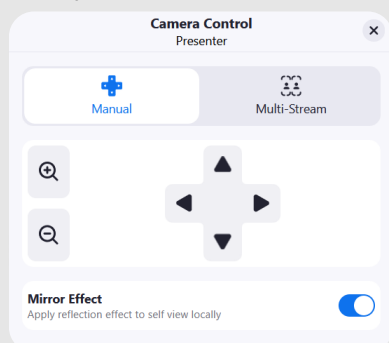 Camera Control
Presenter
Manual
Multi-Stream
Mirror Effect
Apply reflection effect to self view locally